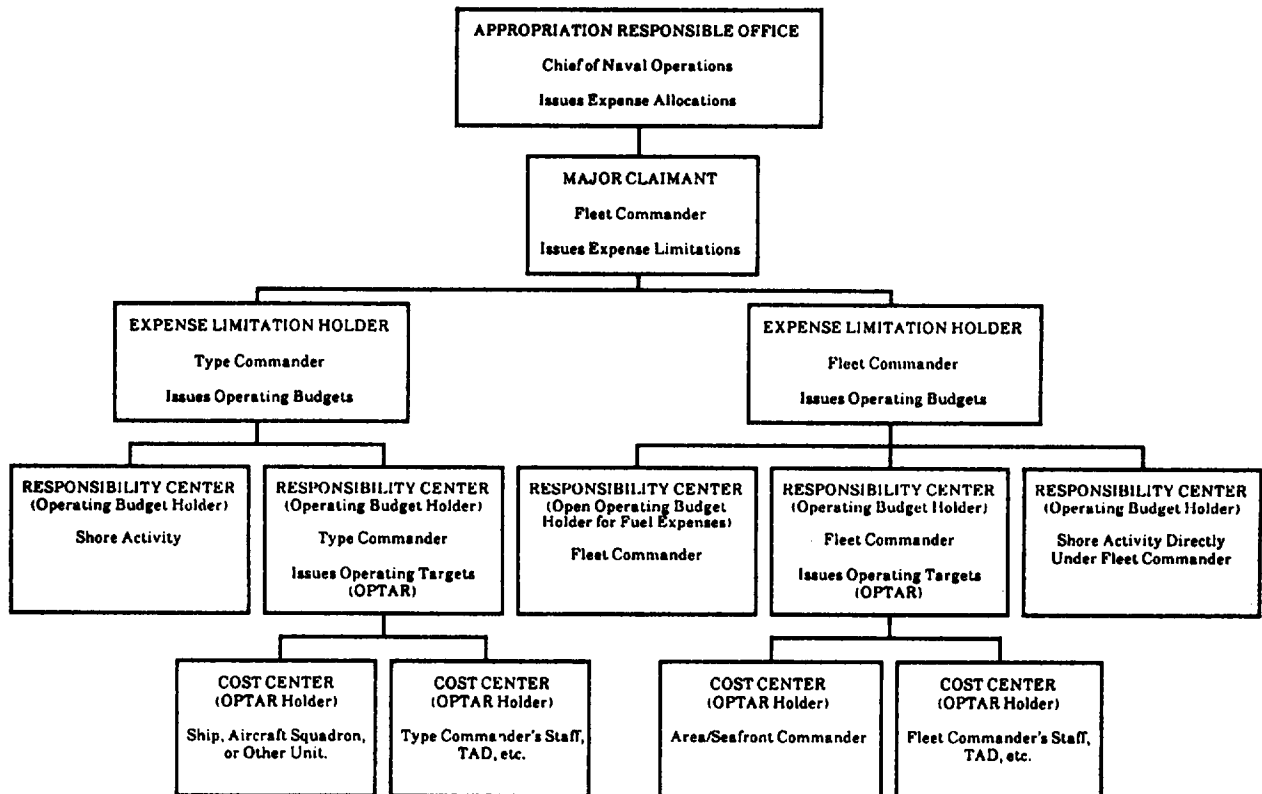 APPROPRIATION RESPONSIBLE OFFICE
Chief of Naval Operations
Issues Expense Allocations
MAJOR CLAIMANT
Fleet Commander
Issues Expense Limitations
EXPENSE LIMITATION HOLDER
Type Commander
Issues Operating Budgets
EXPENSE LIMITATION HOLDER
Fleet Commander
Issues Operating Budgets
RESPONSIBILITY CENTER
(Operating Budget Holder)
Shore Activity
RESPONSIBILITY CENTER
(Operating Budget Holder)
Type Commander
Issues Operating Targets
(OPTAR)
RESPONSIBILITY CENTER
(Open Operating Budget
Holder for Fuel Expenses)
Fleet Commander
RESPONSIBILITY CENTER
(Operating Budget Holder)
Fleet Commander
Issues Operating Targets
(OPTAR)
RESPONSIBILITY CENTER
(Operating Budget Holder)
Shore Activity Directly
Under Fleet Commander
COST CENTER
(OPTAR Holder)
Ship, Aircraft Squadron,
or Other Unit.
COST CENTER
(OPTAR Holder)
Type Commander's Staff,
TAD, etc.
COST CENTER
(OPTAR Holder)
Area/Seafront Commander
COST CENTER
(OPTAR Holder)
Fleet Commander's Staff,
TAD, etc.